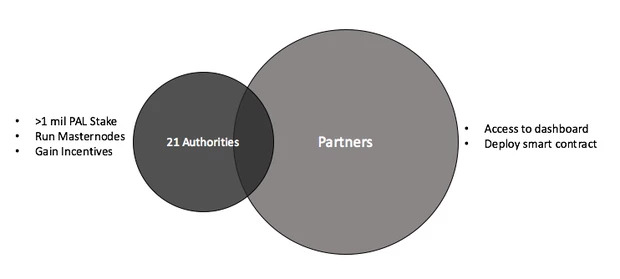 • >1 mil PAL Stake
• Run Masternodes
• Gain Incentives
21 Authorities
Partners
• Access to dashboard
• Deploy smart contract